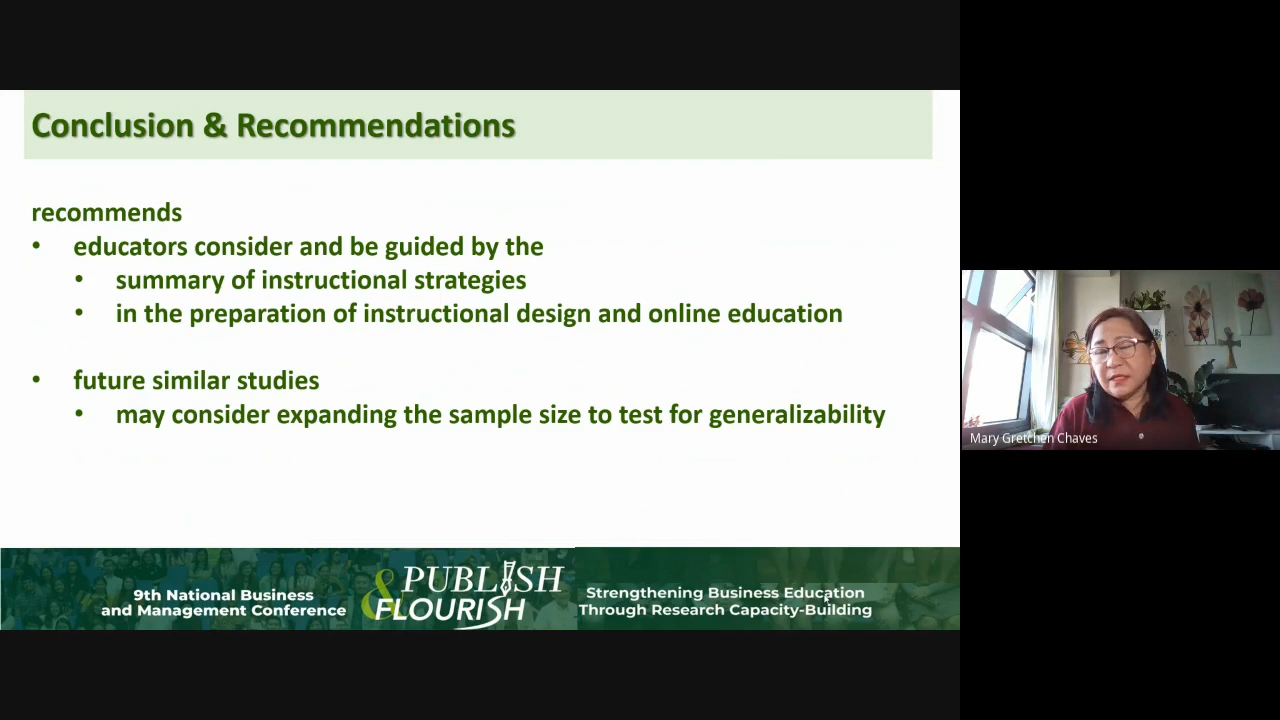 Conclusion & Recommendations
recommends
• educators consider and be guided by the
• summary of instructional strategies
• in the preparation of instructional design and online education
• future similar studies
• may consider expanding the sample size to test for generalizability
9th National Business
and Management Conference
PUBLISH
& FLOURISH
Strengthening Business Education
Through Research Capacity-Building
Mary Gretchen Chaves